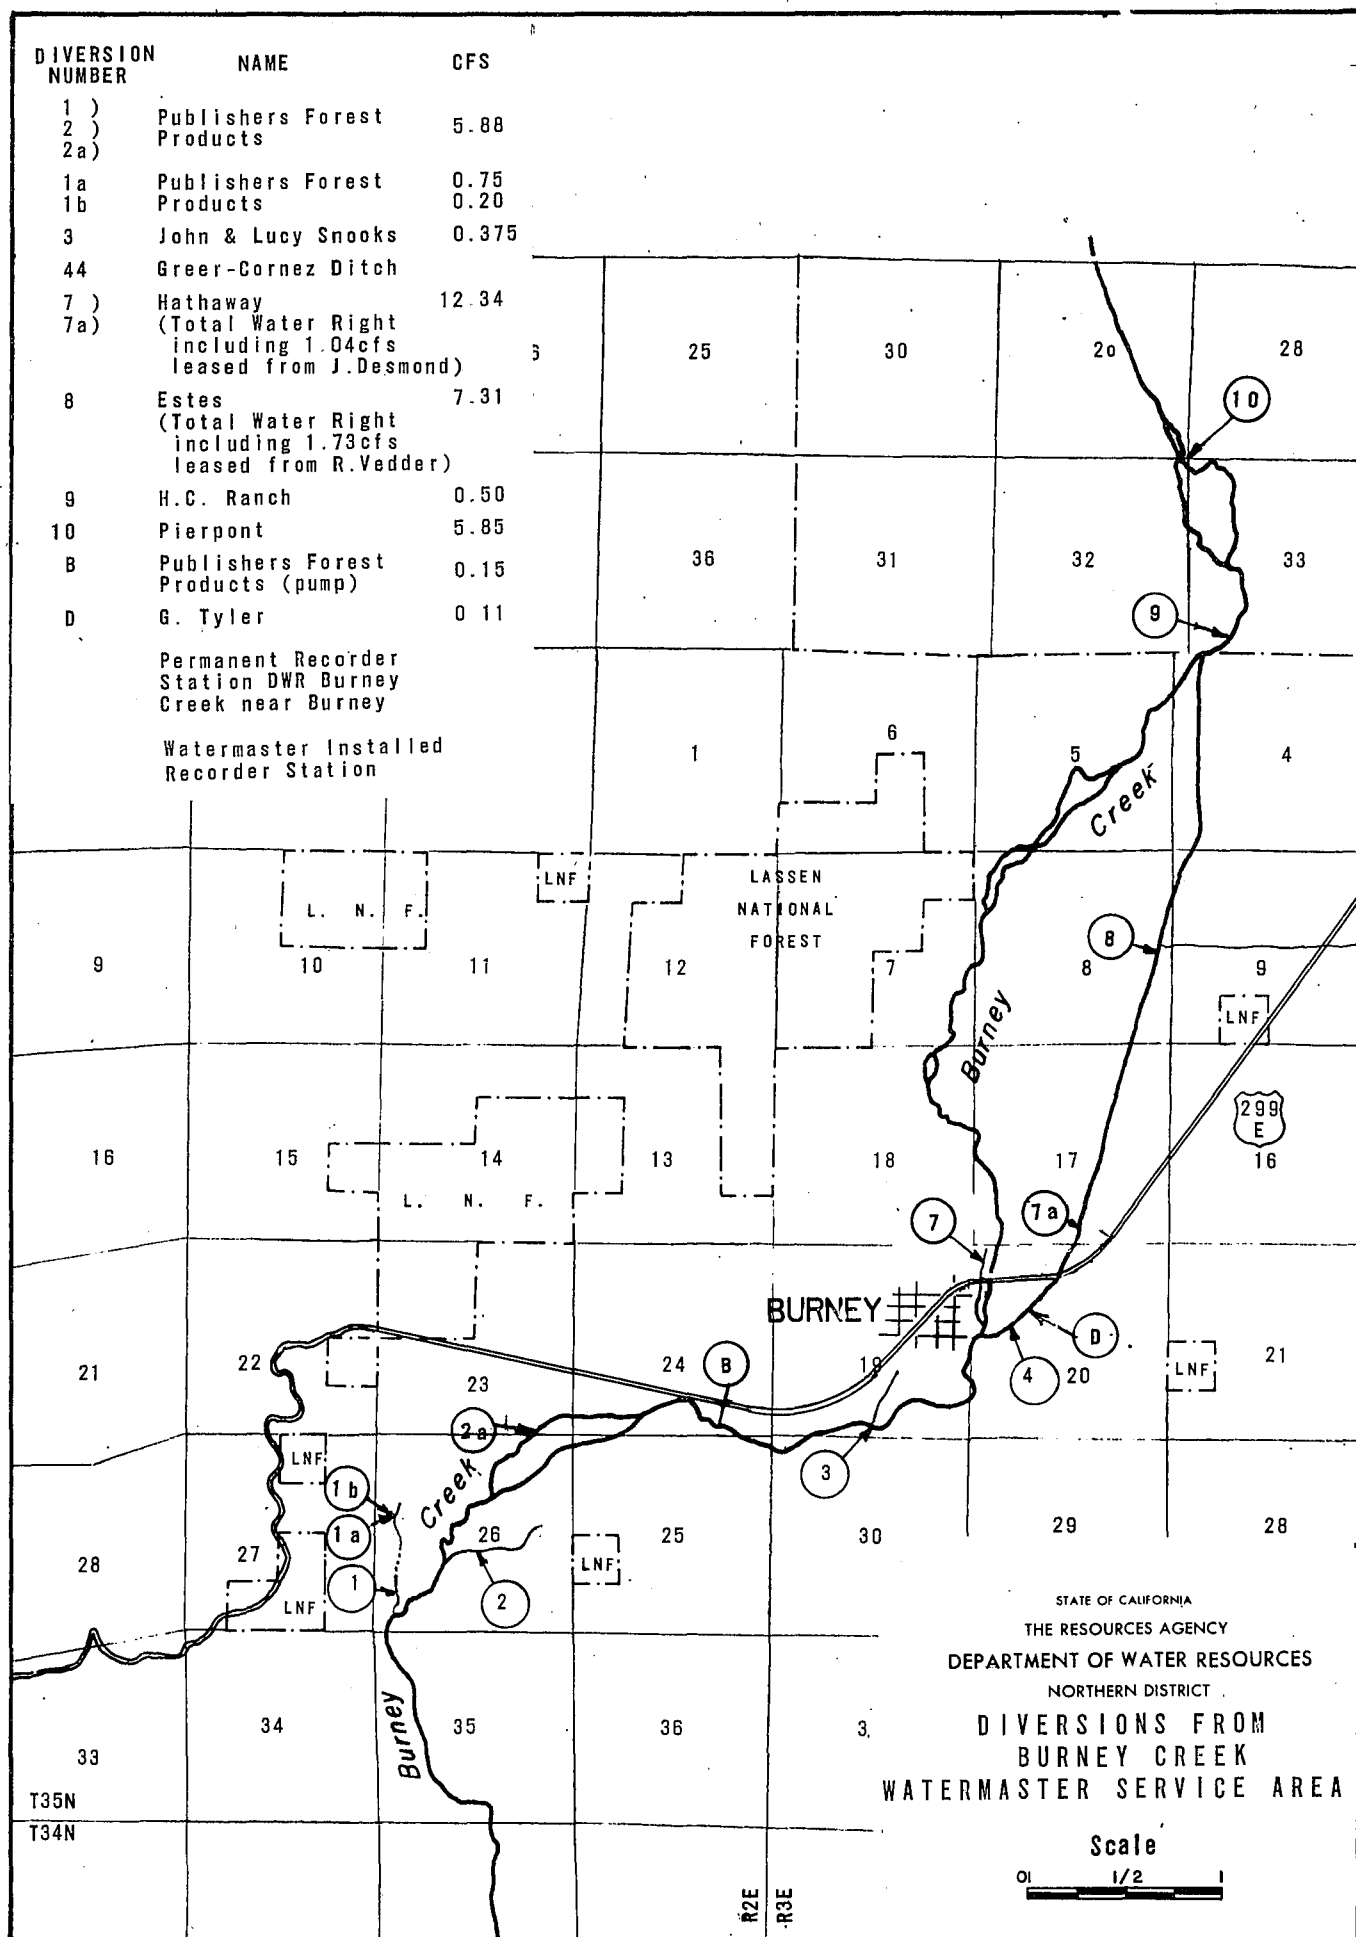 DIVERSION NUMBER NAME CFS
1 )
2 ) Publishers Forest Products 5.88
2a)
1a Publishers Forest 0.75
1b Products 0.20
3 John & Lucy Snooks 0.375
44 Greer-Cornez Ditch
7 ) Hathaway 12.34
7a) (Total Water Right
including 1.04cfs
leased from J.Desmond)
8 Estes 7.31
(Total Water Right
including 1.73cfs
leased from R.Vedder)
9 H.C. Ranch 0.50
10 Pierpont 5.85
B Publishers Forest
Products (pump) 0.15
D G. Tyler 0 11
Permanent Recorder
Station DWR Burney
Creek near Burney
Watermaster Installed
Recorder Station
25 30 28
10
36 31 32 33
9
1 6 5 4
Creek
LNF
LASSEN
NATIONAL
FOREST
L. N. F.
8
9 10 11 12 7 8 9
LNF
Burney
299
E
16 15 14 13 18 17 16
L. N. F.
7 7a
BURNEY
D
21 22 23 24 B 19 4 20 LNF 21
2a
3
LNF
1b
Creek
1a
28 27 26 25 30 29 28
LNF
1 2
LNF
33 34 35 36 3
Burney
T35N
T34N
R2E R3E
STATE OF CALIFORNIA
THE RESOURCES AGENCY
DEPARTMENT OF WATER RESOURCES
NORTHERN DISTRICT
DIVERSIONS FROM
BURNEY CREEK
WATERMASTER SERVICE AREA
Scale
0 1/2 1